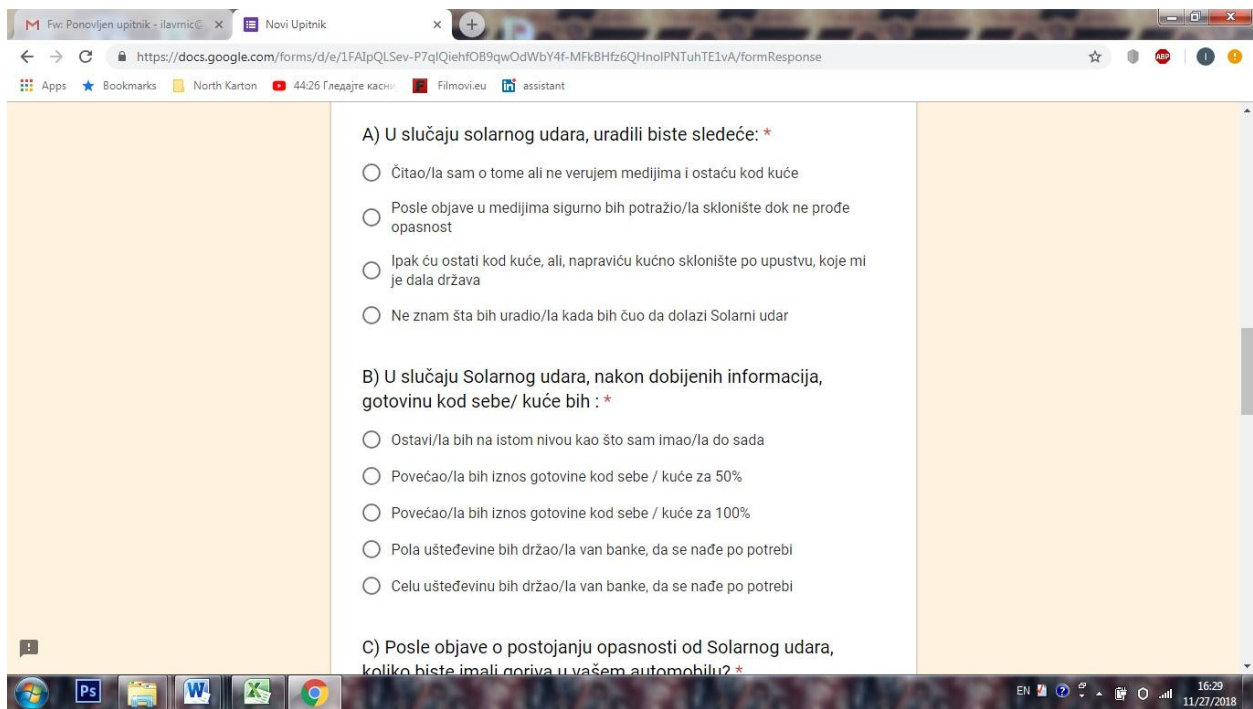 Fw: Ponovljen upitnik - ilavmic@
Novi Upitnik
https://docs.google.com/forms/d/e/1FAIpQLSev-P7qIQiehfOB9qwOdWbY4f-MFkBHfz6QHnoIPNTuhTE1vA/formResponse
Apps Bookmarks North Karton 44:26 Гледајте касни Filmovi.eu assistant
A) U slučaju solarnog udara, uradili biste sledeće: *
Čitao/la sam o tome ali ne verujem medijima i ostaću kod kuće
Posle objave u medijima sigurno bih potražio/la sklonište dok ne prođe
opasnost
Ipak ću ostati kod kuće, ali, napraviću kućno sklonište po upustvu, koje mi
je dala država
Ne znam šta bih uradio/la kada bih čuo da dolazi Solarni udar
B) U slučaju Solarnog udara, nakon dobijenih informacija,
gotovinu kod sebe/ kuće bih : *
Ostavi/la bih na istom nivou kao što sam imao/la do sada
Povećao/la bih iznos gotovine kod sebe / kuće za 50%
Povećao/la bih iznos gotovine kod sebe / kuće za 100%
Pola ušteđevine bih držao/la van banke, da se nađe po potrebi
Celu ušteđevinu bih držao/la van banke, da se nađe po potrebi
C) Posle objave o postojanju opasnosti od Solarnog udara,
koliko biste imali goriva u vašem automobilu? *
EN
16:29
11/27/2018